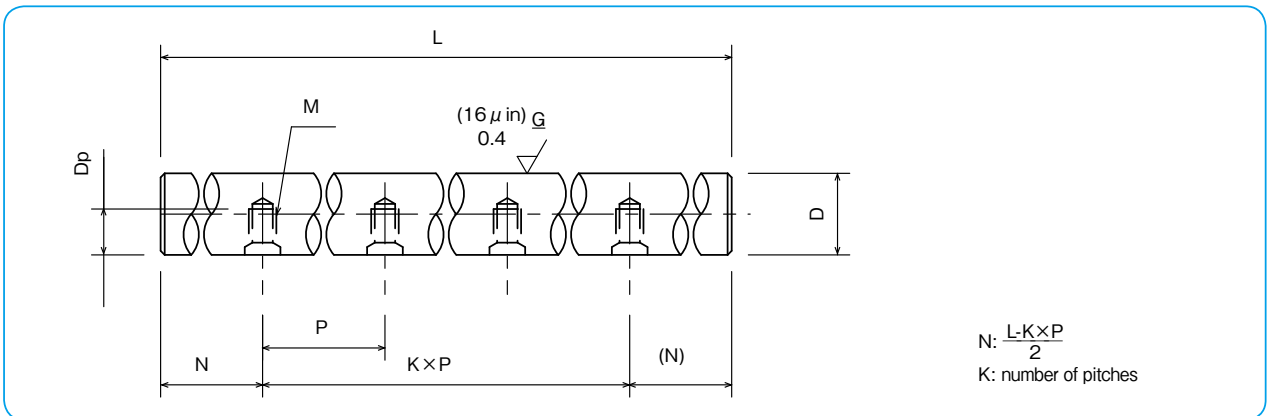 L
M
(16 μ in) G
0.4
Dp
D
P
N
K×P
(N)
N: L-K×P
2
K: number of pitches